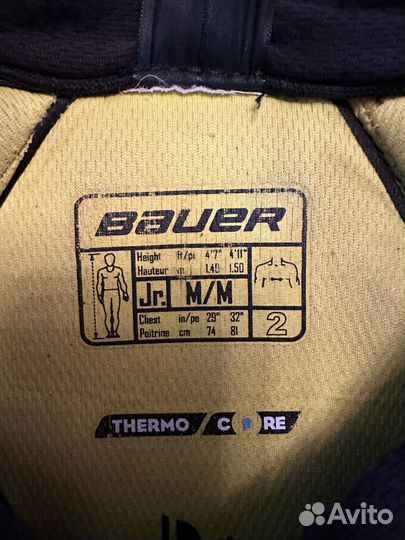 BAUER
Height ft/pi 4'7" 4'11"
Hauteur m 1.40 1.50
Jr. M/M
Chest in/po 29" 32"
Poitrine cm 74 81
2
THERMO CORE
Avito